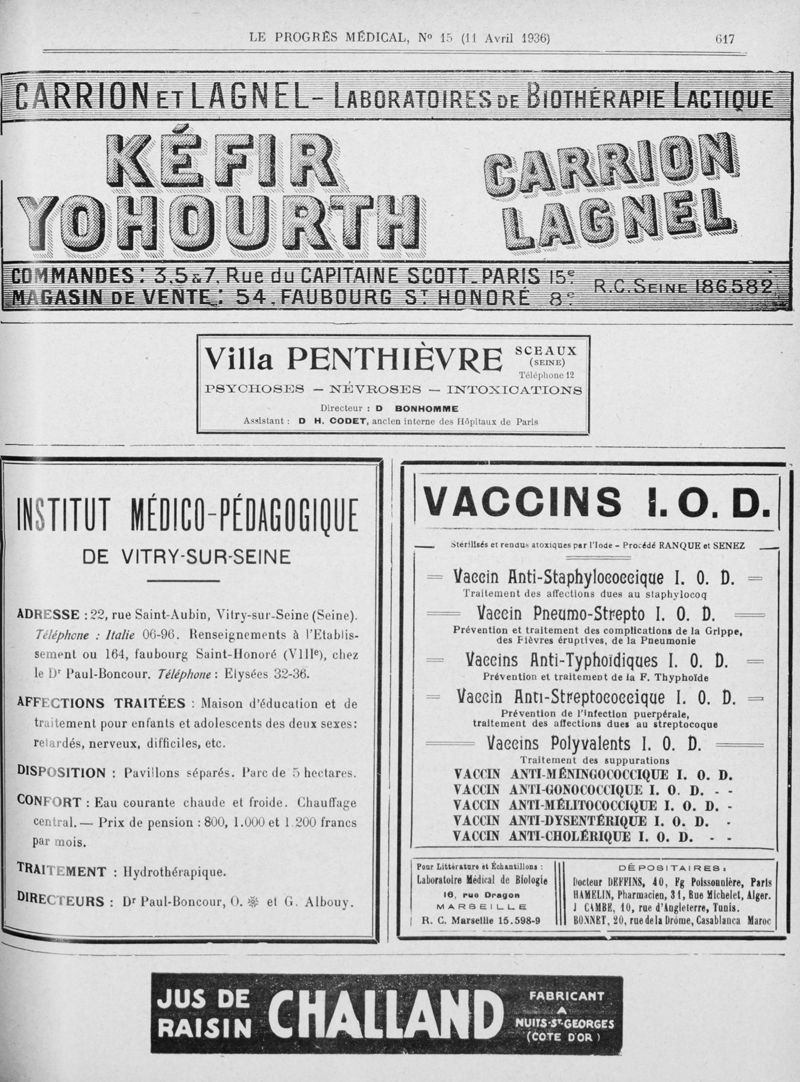 LE PROGRÈS MÉDICAL, Nº 15 (11 Avril 1936)
617
CARRION ET LAGNEL - LABORATOIRES DE BIOTHÉRAPIE LACTIQUE
KÉFIR
YOHOURTH
CARRION
LAGNEL
COMMANDES : 3,5 & 7, Rue du CAPITAINE SCOTT_PARIS 15e
MAGASIN DE VENTE : 54, FAUBOURG ST HONORÉ 8e
R.C. SEINE 186.582
Villa PENTHIÈVRE
SCEAUX
(SEINE)
Téléphone 12
PSYCHOSES — NÉVROSES — INTOXICATIONS
Directeur : D BONHOMME
Assistant : D H. CODET, ancien interne des Hôpitaux de Paris
INSTITUT MÉDICO-PÉDAGOGIQUE
DE VITRY-SUR-SEINE
ADRESSE : 22, rue Saint-Aubin, Vitry-sur-Seine (Seine).
Téléphone : Italie 06-96. Renseignements à l'Etablis-
sement ou 164, faubourg Saint-Honoré (VIIIe), chez
le Dr Paul-Boncour. Téléphone : Elysées 32-36.
AFFECTIONS TRAITÉES : Maison d'éducation et de
traitement pour enfants et adolescents des deux sexes :
retardés, nerveux, difficiles, etc.
DISPOSITION : Pavillons séparés. Parc de 5 hectares.
CONFORT : Eau courante chaude et froide. Chauffage
central. — Prix de pension : 800, 1.000 et 1.200 francs
par mois.
TRAITEMENT : Hydrothérapique.
DIRECTEURS : Dr Paul-Boncour, O. ❋ et G. Albouy.
VACCINS I. O. D.
Stérilisés et rendus atoxiques par l'Iode - Procédé RANQUE et SENEZ
Vaccin Anti-Staphylococcique I. O. D.
Traitement des affections dues au staphylocoq
Vaccin Pneumo-Strepto I. O. D.
Prévention et traitement des complications de la Grippe,
des Fièvres éruptives, de la Pneumonie
Vaccins Anti-Typhoïdiques I. O. D.
Prévention et traitement de la F. Thyphoïde
Vaccin Anti-Streptococcique I. O. D.
Prévention de l'infection puerpérale,
traitement des affections dues au streptocoque
Vaccins Polyvalents I. O. D.
Traitement des suppurations
VACCIN ANTI-MÉNINGOCOCCIQUE I. O. D.
VACCIN ANTI-GONOCOCCIQUE I. O. D. - -
VACCIN ANTI-MÉLITOCOCCIQUE I. O. D. -
VACCIN ANTI-DYSENTÉRIQUE I. O. D. -
VACCIN ANTI-CHOLÉRIQUE I. O. D. - -
Pour Littérature et Échantillons :
Laboratoire Médical de Biologie
16, rue Dragon
MARSEILLE
R. C. Marseille 15.598-9
DÉPOSITAIRES :
Docteur DEFFINS, 40, Fg Poissonnière, Paris
HAMELIN, Pharmacien, 31, Rue Michelet, Alger.
J CAMBE, 10, rue d'Angleterre, Tunis.
BONNET, 20, rue de la Drôme, Casablanca Maroc
JUS DE
RAISIN
CHALLAND
FABRICANT
A
NUITS-ST-GEORGES
(COTE D'OR)